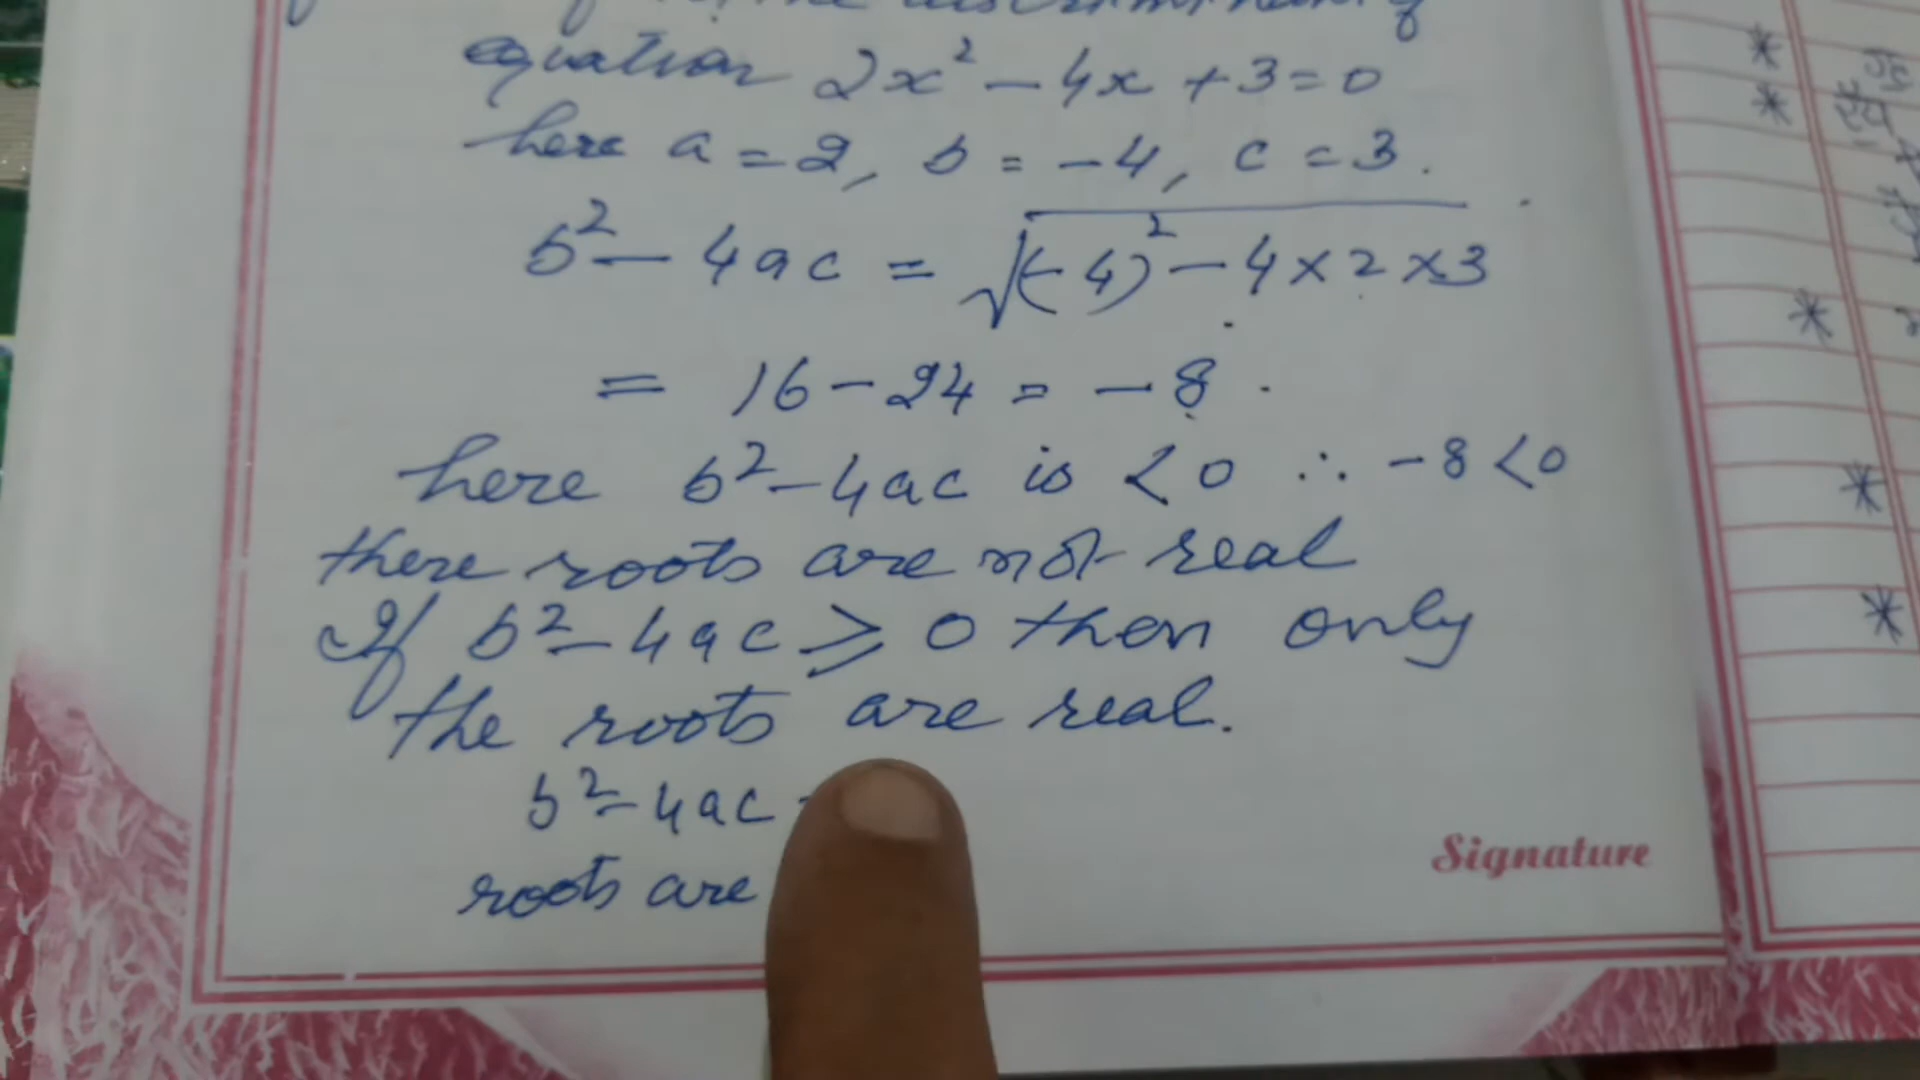 equation 2x² - 4x + 3 = 0
here a = 2, b = -4, c = 3.
b² - 4ac = √(-4)² - 4 × 2 × 3
= 16 - 24 = -8.
here b² - 4ac is < 0 ∴ -8 < 0
there roots are not real
If b² - 4ac ≥ 0 then only
the roots are real.
b² - 4ac
roots are
Signature